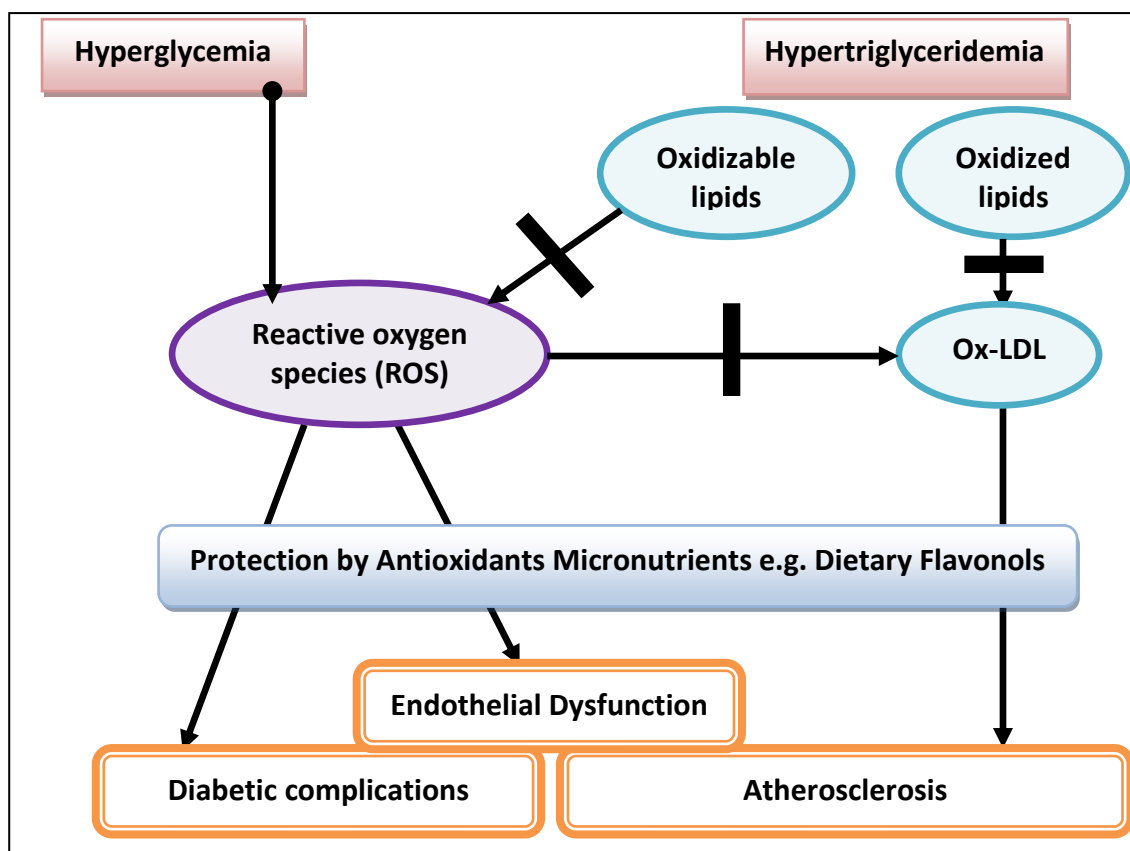 Hyperglycemia
Hypertriglyceridemia
Oxidizable
lipids
Oxidized
lipids
Reactive oxygen
species (ROS)
Ox-LDL
Protection by Antioxidants Micronutrients e.g. Dietary Flavonols
Endothelial Dysfunction
Diabetic complications
Atherosclerosis